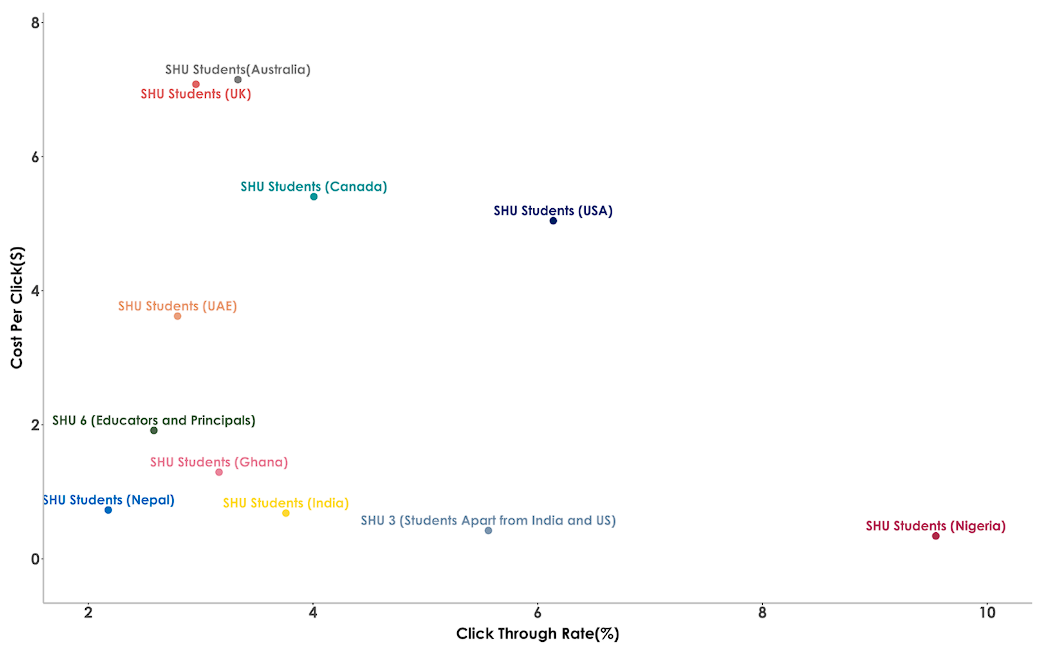 8
SHU Students(Australia)
SHU Students (UK)
6
SHU Students (Canada)
SHU Students (USA)
Cost Per Click($)
4
SHU Students (UAE)
2
SHU 6 (Educators and Principals)
SHU Students (Ghana)
SHU Students (Nepal)
SHU Students (India)
SHU 3 (Students Apart from India and US)
SHU Students (Nigeria)
0
2 4 6 8 10
Click Through Rate(%)